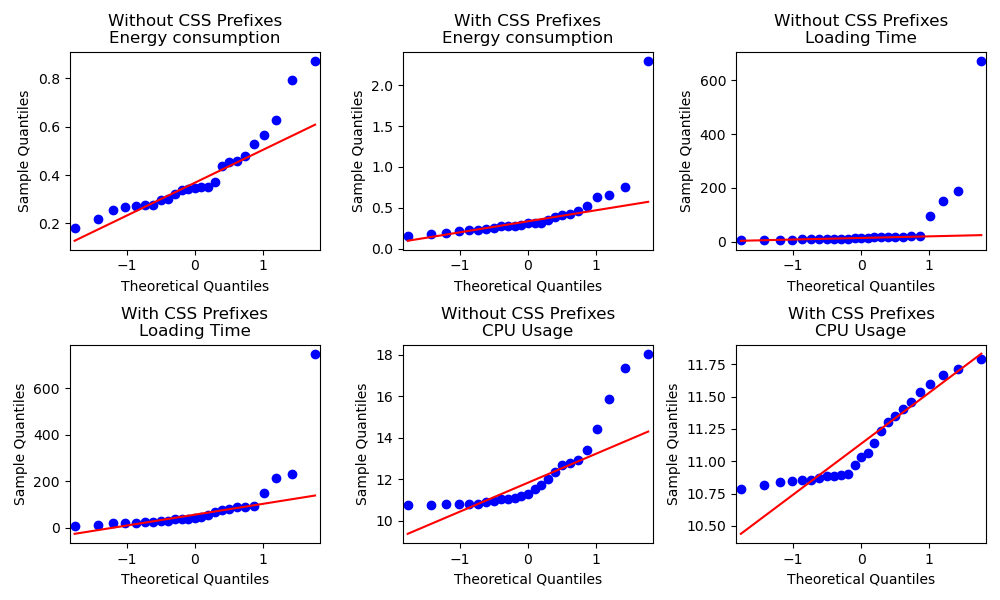 Without CSS Prefixes
Energy consumption
0.8
0.6
0.4
0.2
Sample Quantiles
−1
0
1
Theoretical Quantiles
With CSS Prefixes
Energy consumption
2.0
1.5
1.0
0.5
0.0
Sample Quantiles
−1
0
1
Theoretical Quantiles
Without CSS Prefixes
Loading Time
600
400
200
0
Sample Quantiles
−1
0
1
Theoretical Quantiles
With CSS Prefixes
Loading Time
600
400
200
0
Sample Quantiles
−1
0
1
Theoretical Quantiles
Without CSS Prefixes
CPU Usage
18
16
14
12
10
Sample Quantiles
−1
0
1
Theoretical Quantiles
With CSS Prefixes
CPU Usage
11.75
11.50
11.25
11.00
10.75
10.50
Sample Quantiles
−1
0
1
Theoretical Quantiles